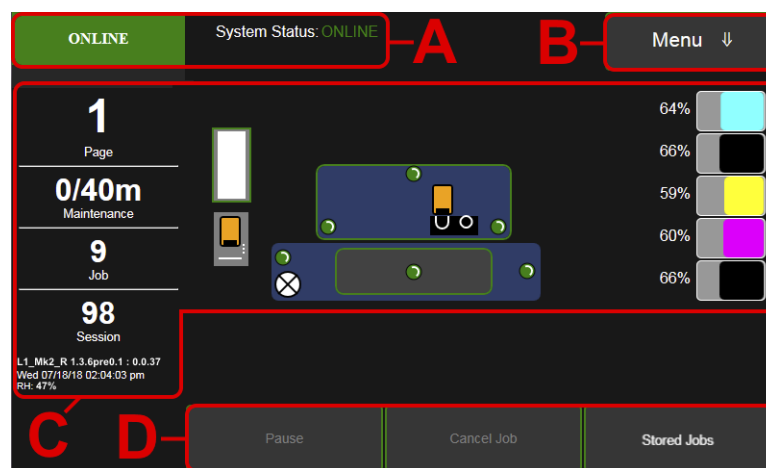 ONLINE
System Status: ONLINE
A
B
Menu ⇓
1
Page
0/40m
Maintenance
9
Job
98
Session
L1_Mk2_R 1.3.6pre0.1 : 0.0.37
Wed 07/18/18 02:04:03 pm
RH: 47%
64%
66%
59%
60%
66%
C
D
Pause
Cancel Job
Stored Jobs